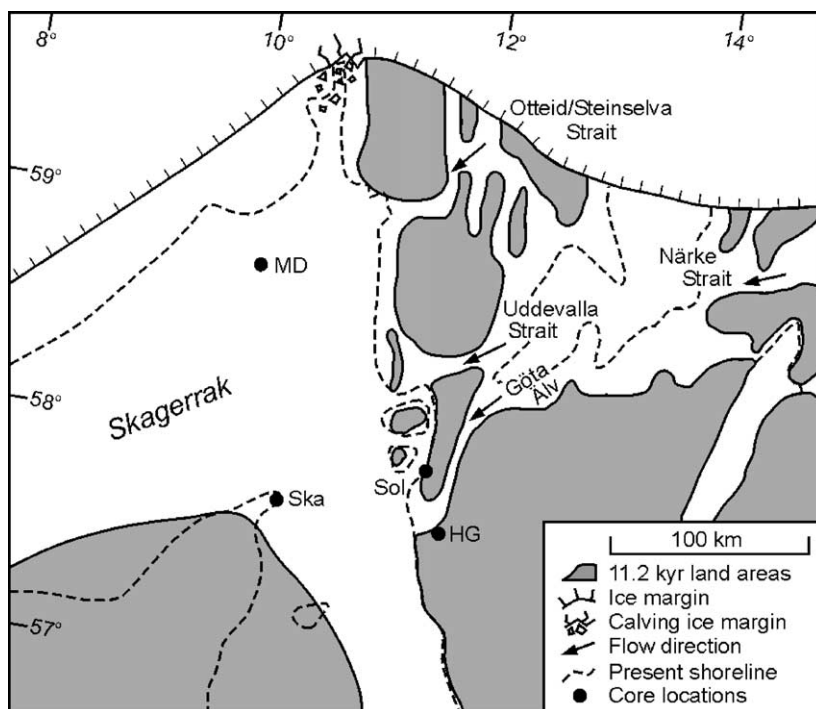 8°
10°
12°
14°
Otteid/Steinselva
Strait
59°
MD
Närke
Strait
Uddevalla
Strait
Göta
Älv
58°
Skagerrak
Sol
Ska
HG
57°
100 km
11.2 kyr land areas
Ice margin
Calving ice margin
Flow direction
Present shoreline
Core locations